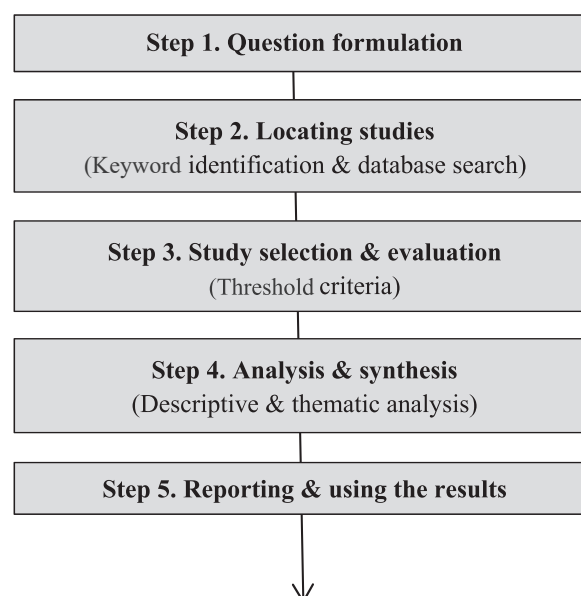 Step 1. Question formulation
Step 2. Locating studies
(Keyword identification & database search)
Step 3. Study selection & evaluation
(Threshold criteria)
Step 4. Analysis & synthesis
(Descriptive & thematic analysis)
Step 5. Reporting & using the results